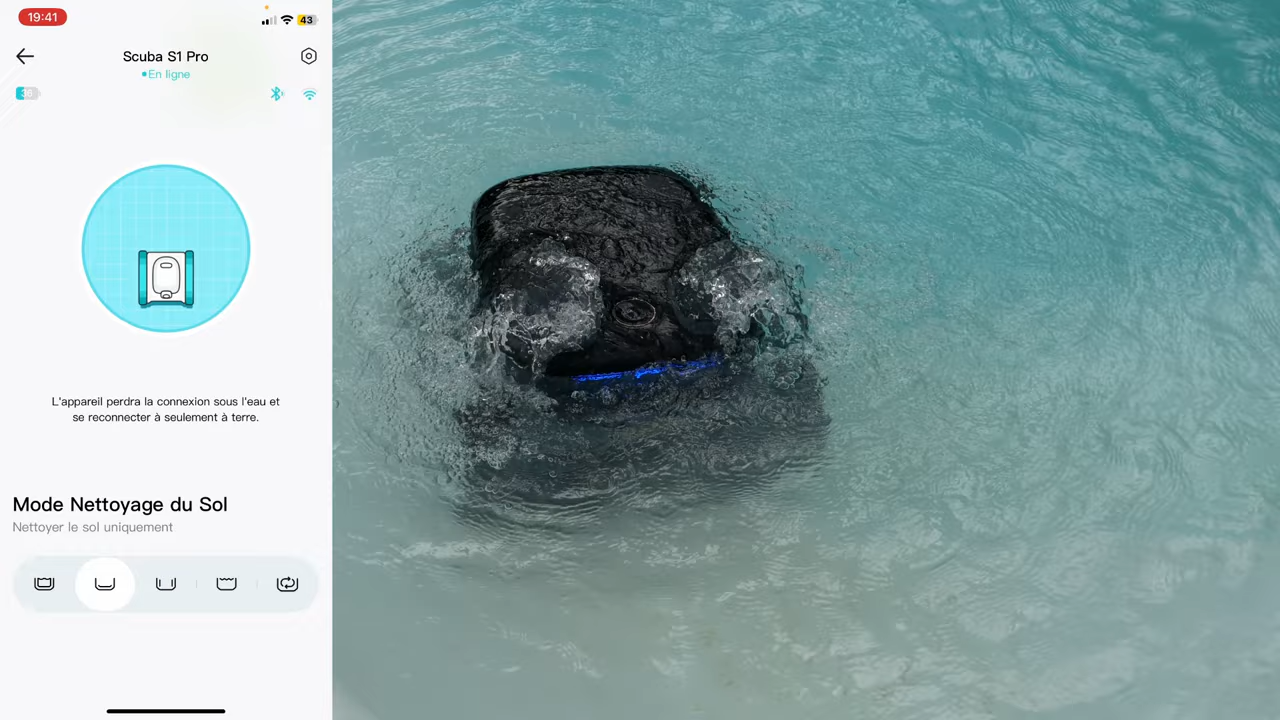 19:41
43
Scuba S1 Pro
En ligne
L'appareil perdra la connexion sous l'eau et
se reconnecter à seulement à terre.
Mode Nettoyage du Sol
Nettoyer le sol uniquement